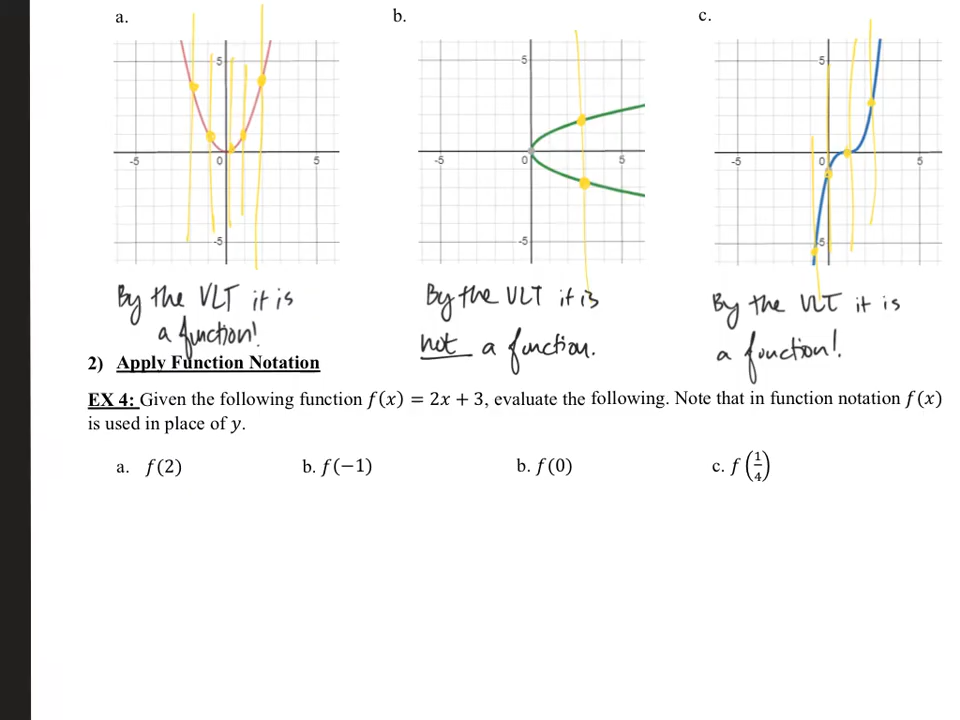 a. b. c.
5 5 5
-5 0 5 -5 0 5 -5 0 5
-5 -5 5
By the VLT it is By the VLT it is By the VLT it is
a function! not a function. a function!
2) Apply Function Notation
EX 4: Given the following function f(x) = 2x + 3, evaluate the following. Note that in function notation f(x)
is used in place of y.
a. f(2) b. f(−1) b. f(0) c. f(1/4)